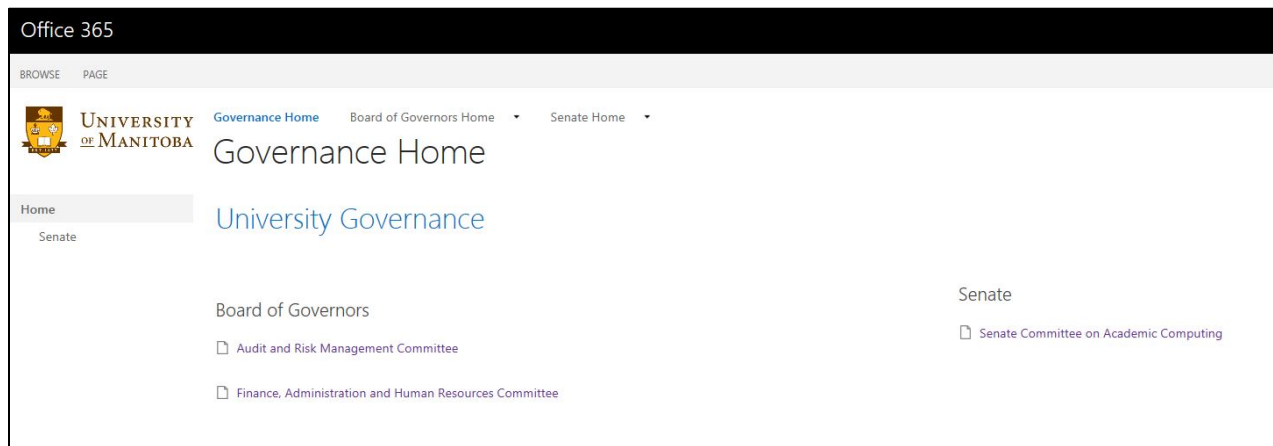 Office 365
BROWSE PAGE
UNIVERSITY
OF MANITOBA
Governance Home Board of Governors Home Senate Home
Governance Home
Home
Senate
University Governance
Board of Governors
Audit and Risk Management Committee
Finance, Administration and Human Resources Committee
Senate
Senate Committee on Academic Computing